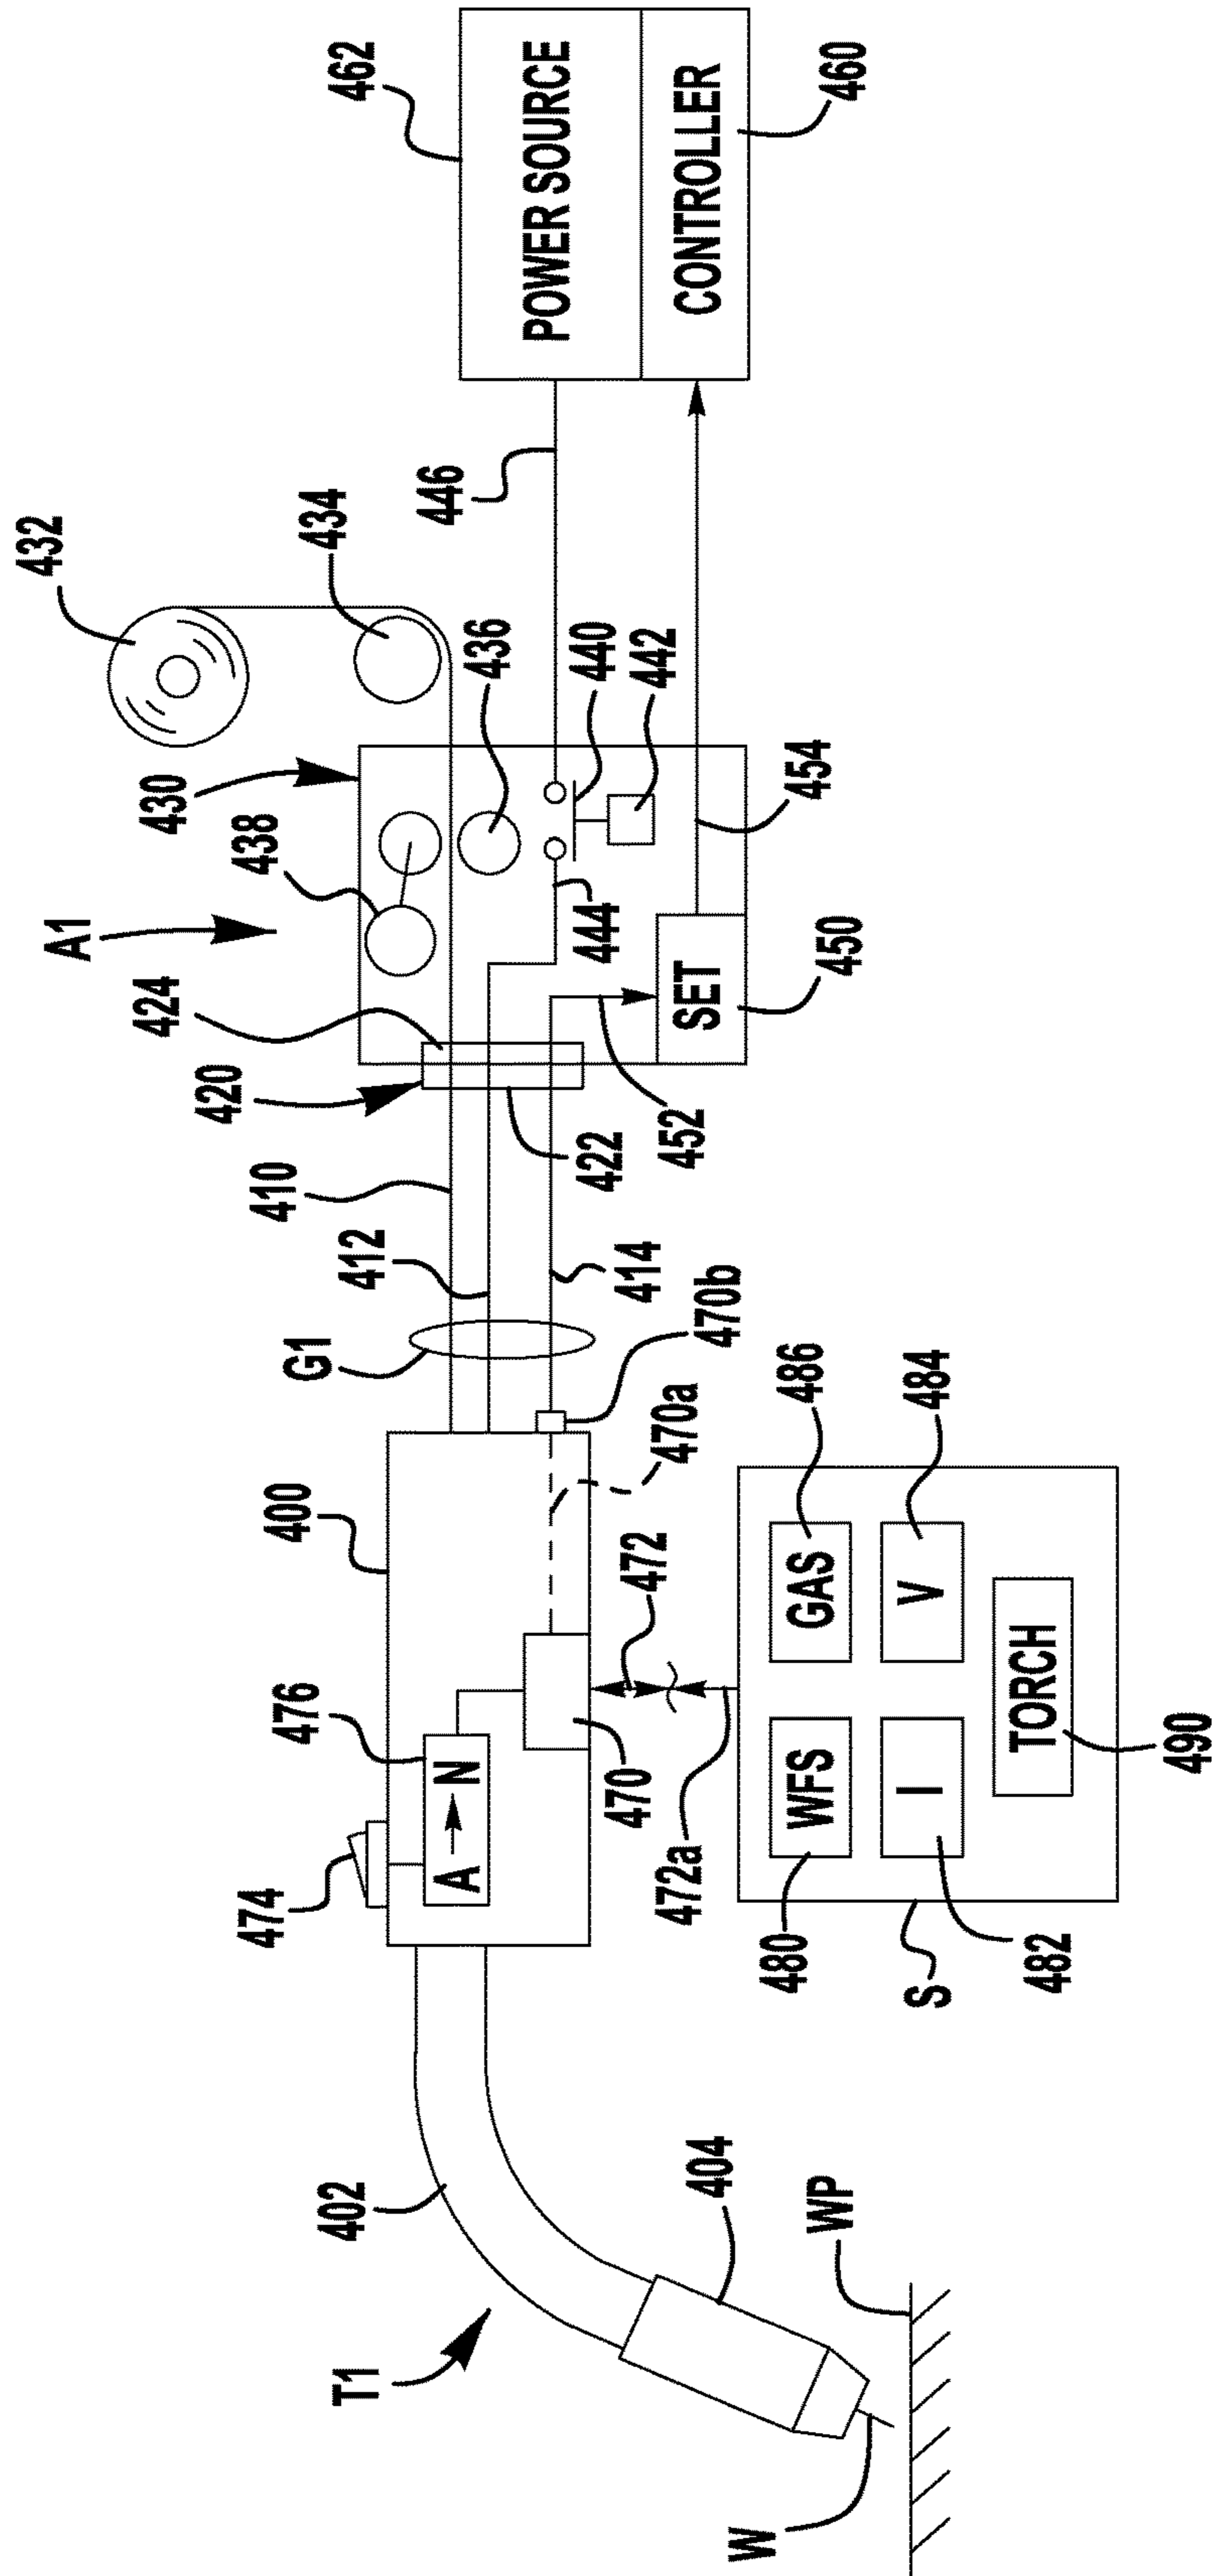 T1
402
404
W
WP
474
476
A → N
400
470
470a
470b
472
472a
G1
410
412
414
420
422
424
A1
430
432
434
436
438
440
442
444
446
SET
450
452
454
POWER SOURCE
462
CONTROLLER
460
S
WFS
480
GAS
486
I
482
V
484
TORCH
490